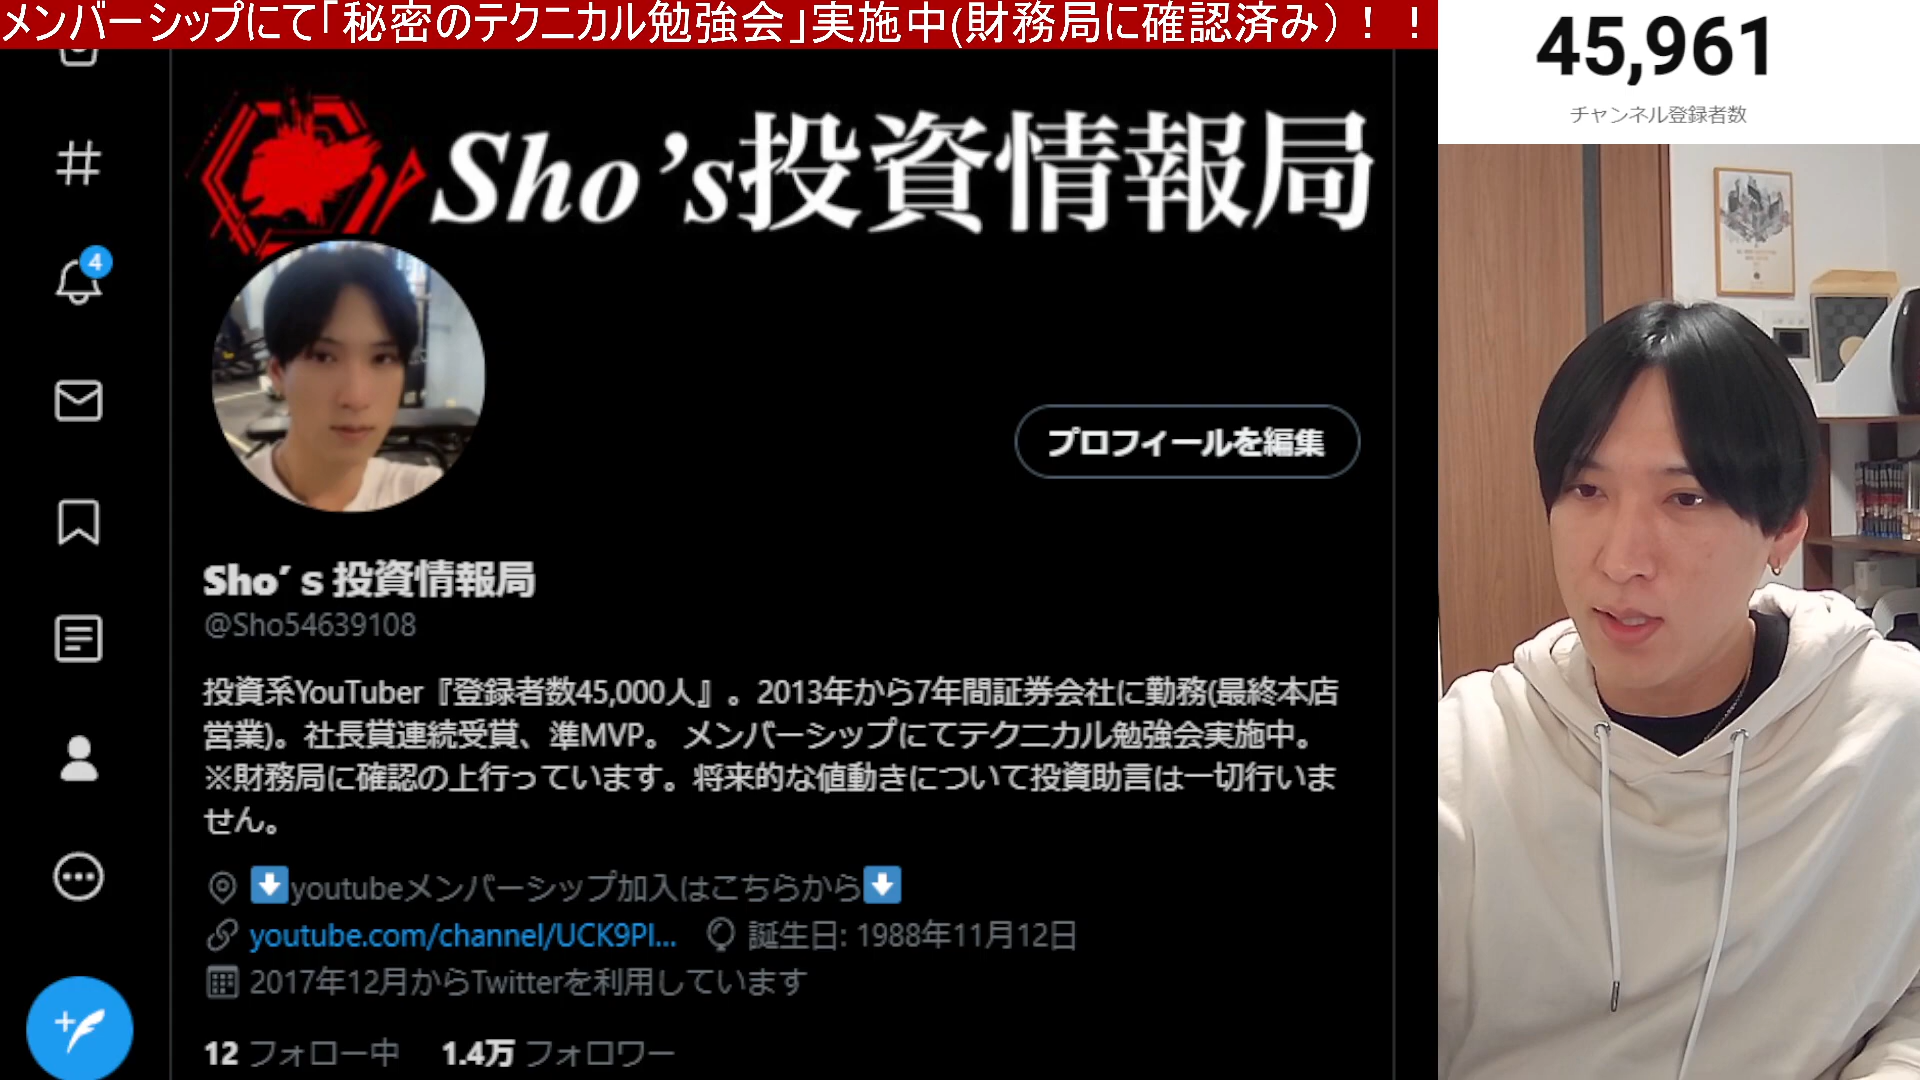 メンバーシップにて「秘密のテクニカル勉強会」実施中(財務局に確認済み）！！
45,961
チャンネル登録者数
Sho’s投資情報局
4
プロフィールを編集
Sho′ｓ投資情報局
@Sho54639108
投資系YouTuber『登録者数45,000人』。2013年から7年間証券会社に勤務(最終本店
営業)。社長賞連続受賞、準MVP。 メンバーシップにてテクニカル勉強会実施中。
※財務局に確認の上行っています。将来的な値動きについて投資助言は一切行いま
せん。
⬇youtubeメンバーシップ加入はこちらから⬇
youtube.com/channel/UCK9Pl... 誕生日: 1988年11月12日
2017年12月からTwitterを利用しています
12 フォロー中 1.4万 フォロワー